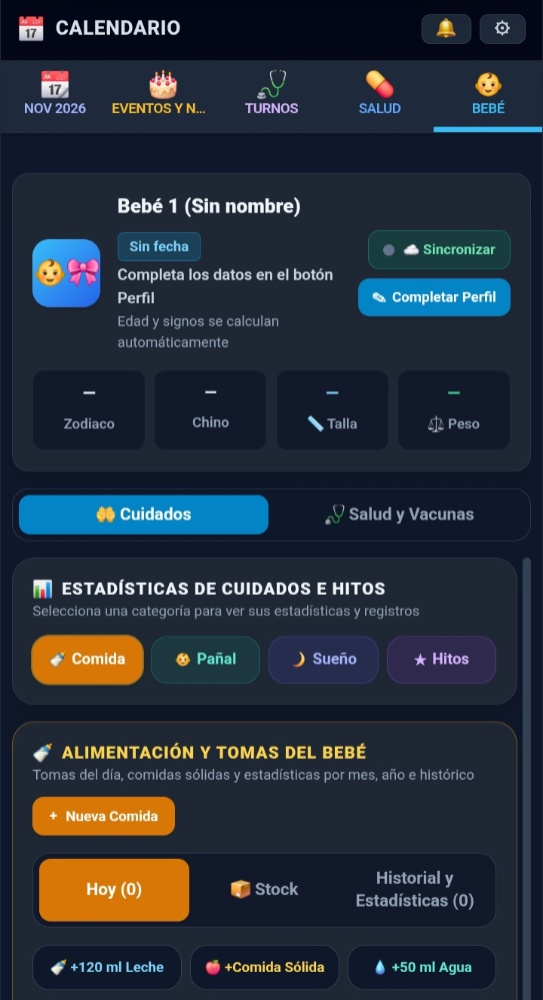 CALENDARIO
NOV 2026
EVENTOS Y N...
TURNOS
SALUD
BEBÉ
Bebé 1 (Sin nombre)
Sin fecha
Completa los datos en el botón
Perfil
Edad y signos se calculan
automáticamente
Sincronizar
Completar Perfil
— Zodiaco
— Chino
— Talla
— Peso
Cuidados
Salud y Vacunas
ESTADÍSTICAS DE CUIDADOS E HITOS
Selecciona una categoría para ver sus estadísticas y registros
Comida
Pañal
Sueño
Hitos
ALIMENTACIÓN Y TOMAS DEL BEBÉ
Tomas del día, comidas sólidas y estadísticas por mes, año e histórico
+ Nueva Comida
Hoy (0)
Stock
Historial y
Estadísticas (0)
+120 ml Leche
+Comida Sólida
+50 ml Agua